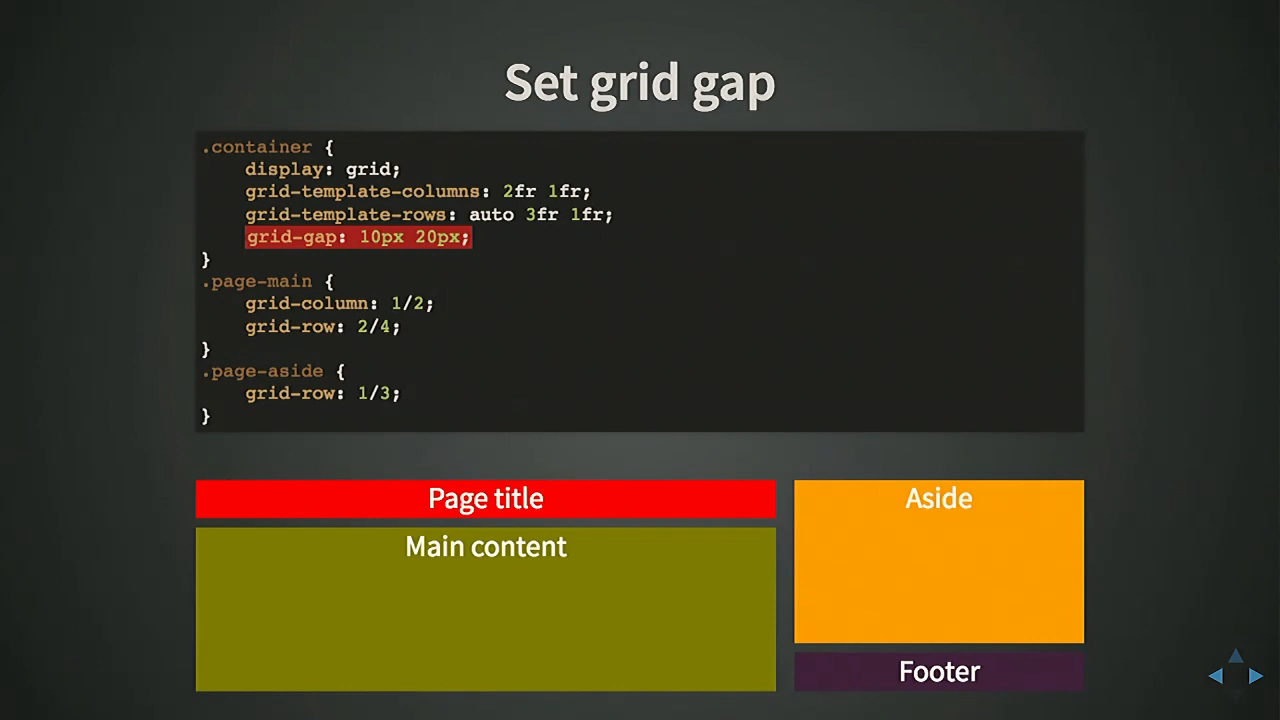 Set grid gap
.container {
    display: grid;
    grid-template-columns: 2fr 1fr;
    grid-template-rows: auto 3fr 1fr;
    grid-gap: 10px 20px;
}
.page-main {
    grid-column: 1/2;
    grid-row: 2/4;
}
.page-aside {
    grid-row: 1/3;
}
Page title
Aside
Main content
Footer